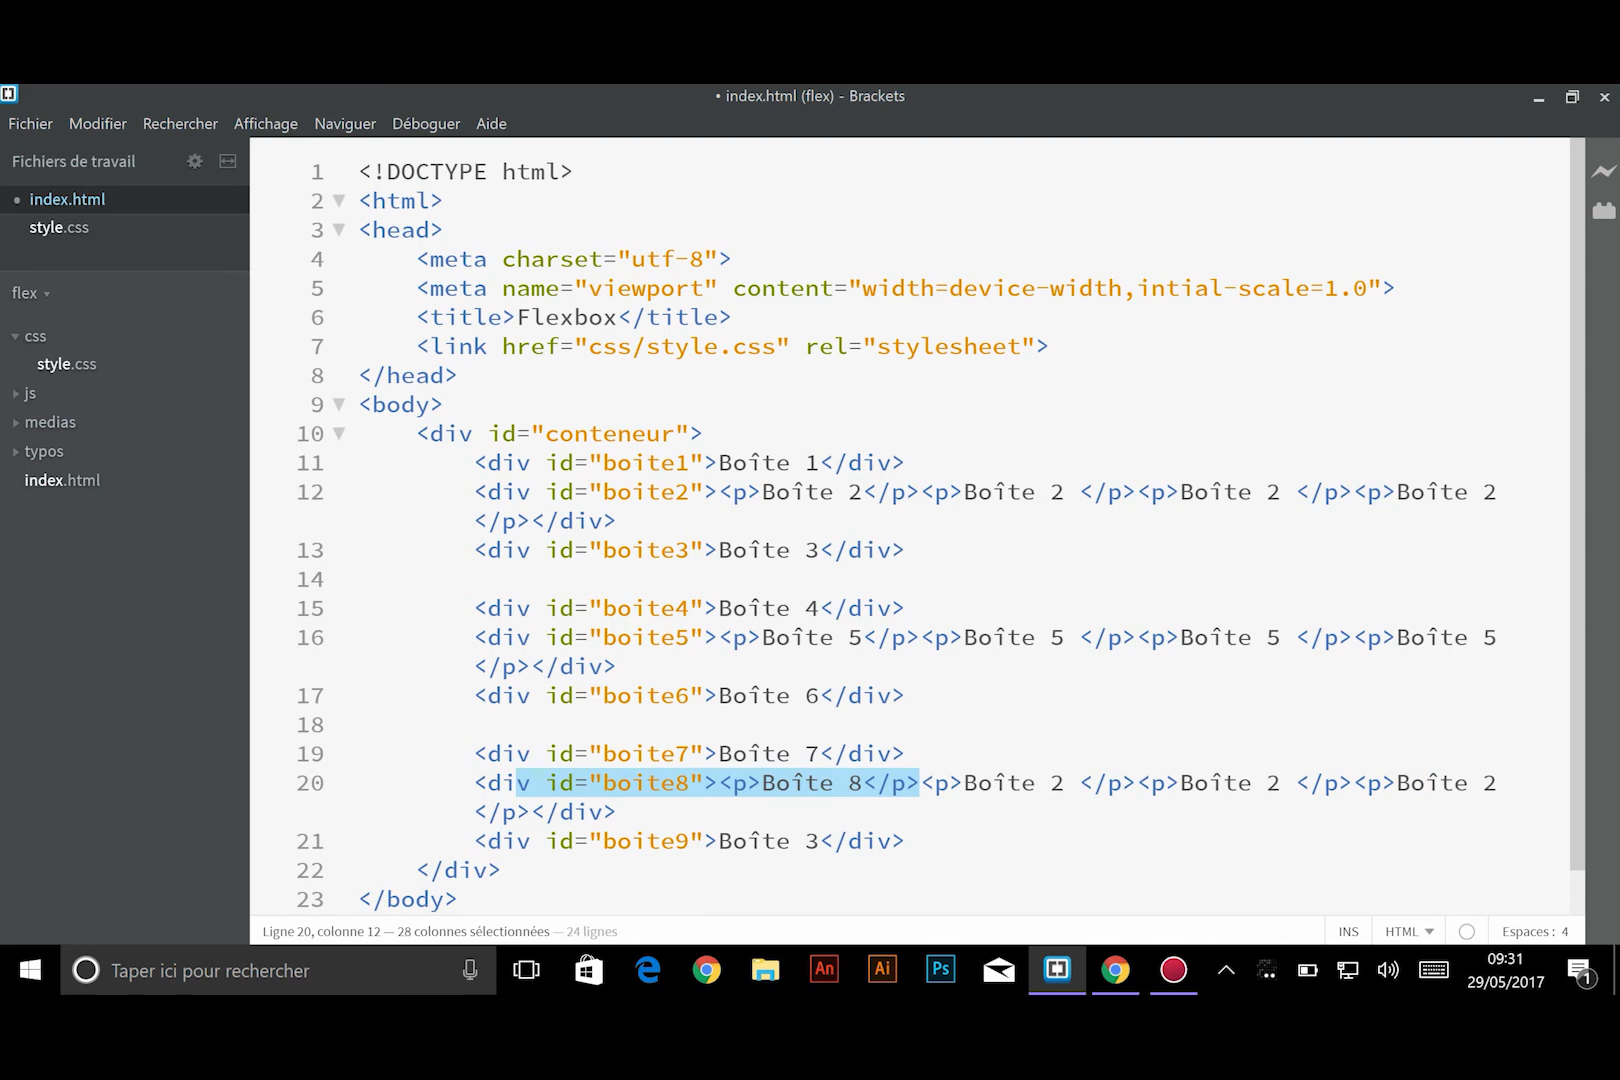 • index.html (flex) - Brackets
Fichier Modifier Rechercher Affichage Naviguer Déboguer Aide
Fichiers de travail
• index.html
style.css
flex
css
style.css
js
medias
typos
index.html
1 <!DOCTYPE html>
2 <html>
3 <head>
4 <meta charset="utf-8">
5 <meta name="viewport" content="width=device-width,intial-scale=1.0">
6 <title>Flexbox</title>
7 <link href="css/style.css" rel="stylesheet">
8 </head>
9 <body>
10 <div id="conteneur">
11 <div id="boite1">Boîte 1</div>
12 <div id="boite2"><p>Boîte 2</p><p>Boîte 2 </p><p>Boîte 2 </p><p>Boîte 2
</p></div>
13 <div id="boite3">Boîte 3</div>
14
15 <div id="boite4">Boîte 4</div>
16 <div id="boite5"><p>Boîte 5</p><p>Boîte 5 </p><p>Boîte 5 </p><p>Boîte 5
</p></div>
17 <div id="boite6">Boîte 6</div>
18
19 <div id="boite7">Boîte 7</div>
20 <div id="boite8"><p>Boîte 8</p><p>Boîte 2 </p><p>Boîte 2 </p><p>Boîte 2
</p></div>
21 <div id="boite9">Boîte 3</div>
22 </div>
23 </body>
Ligne 20, colonne 12 — 28 colonnes sélectionnées — 24 lignes
INS HTML Espaces : 4
Taper ici pour rechercher
An Ai Ps
09:31
29/05/2017
1